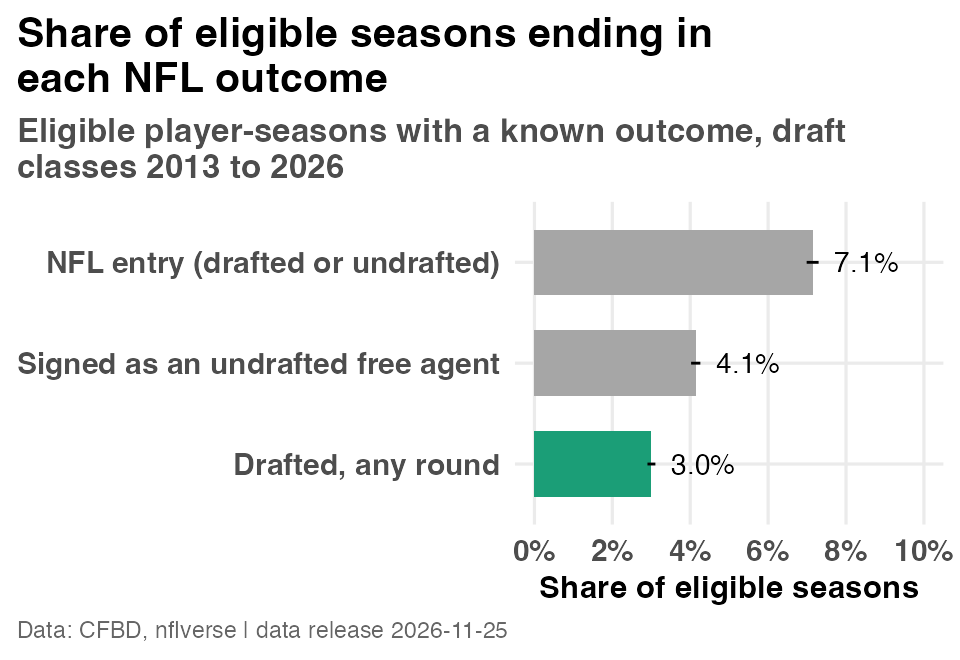 Share of eligible seasons ending in
each NFL outcome
Eligible player-seasons with a known outcome, draft
classes 2013 to 2026
NFL entry (drafted or undrafted)
7.1%
Signed as an undrafted free agent
4.1%
Drafted, any round
3.0%
0% 2% 4% 6% 8% 10%
Share of eligible seasons
Data: CFBD, nflverse | data release 2026-11-25